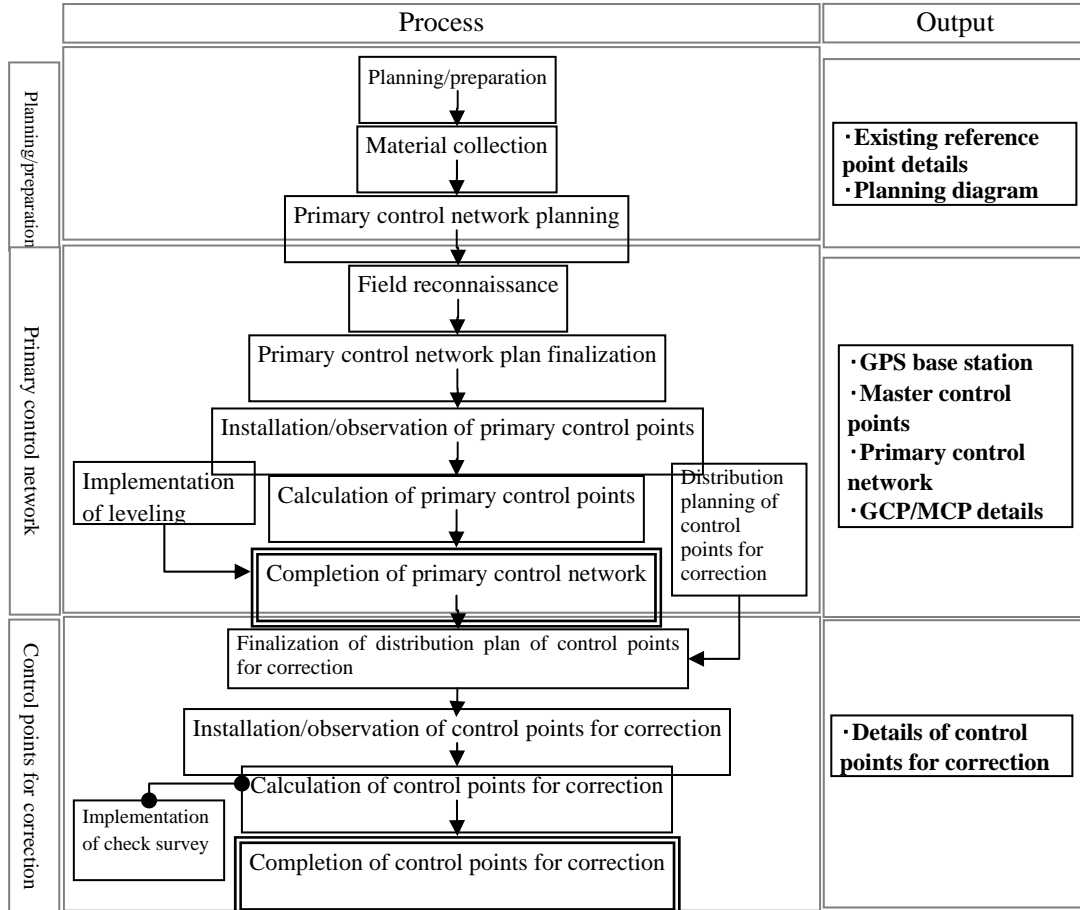 Process
Output
Planning/preparation
Planning/preparation
Material collection
Primary control network planning
・Existing reference
point details
・Planning diagram
Primary control network
Field reconnaissance
Primary control network plan finalization
Installation/observation of primary control points
Implementation
of leveling
Calculation of primary control points
Distribution
planning of
control
points for
correction
Completion of primary control network
・GPS base station
・Master control
points
・Primary control
network
・GCP/MCP details
Control points for correction
Finalization of distribution plan of control points
for correction
Installation/observation of control points for correction
Calculation of control points for correction
Implementation
of check survey
Completion of control points for correction
・Details of control
points for correction